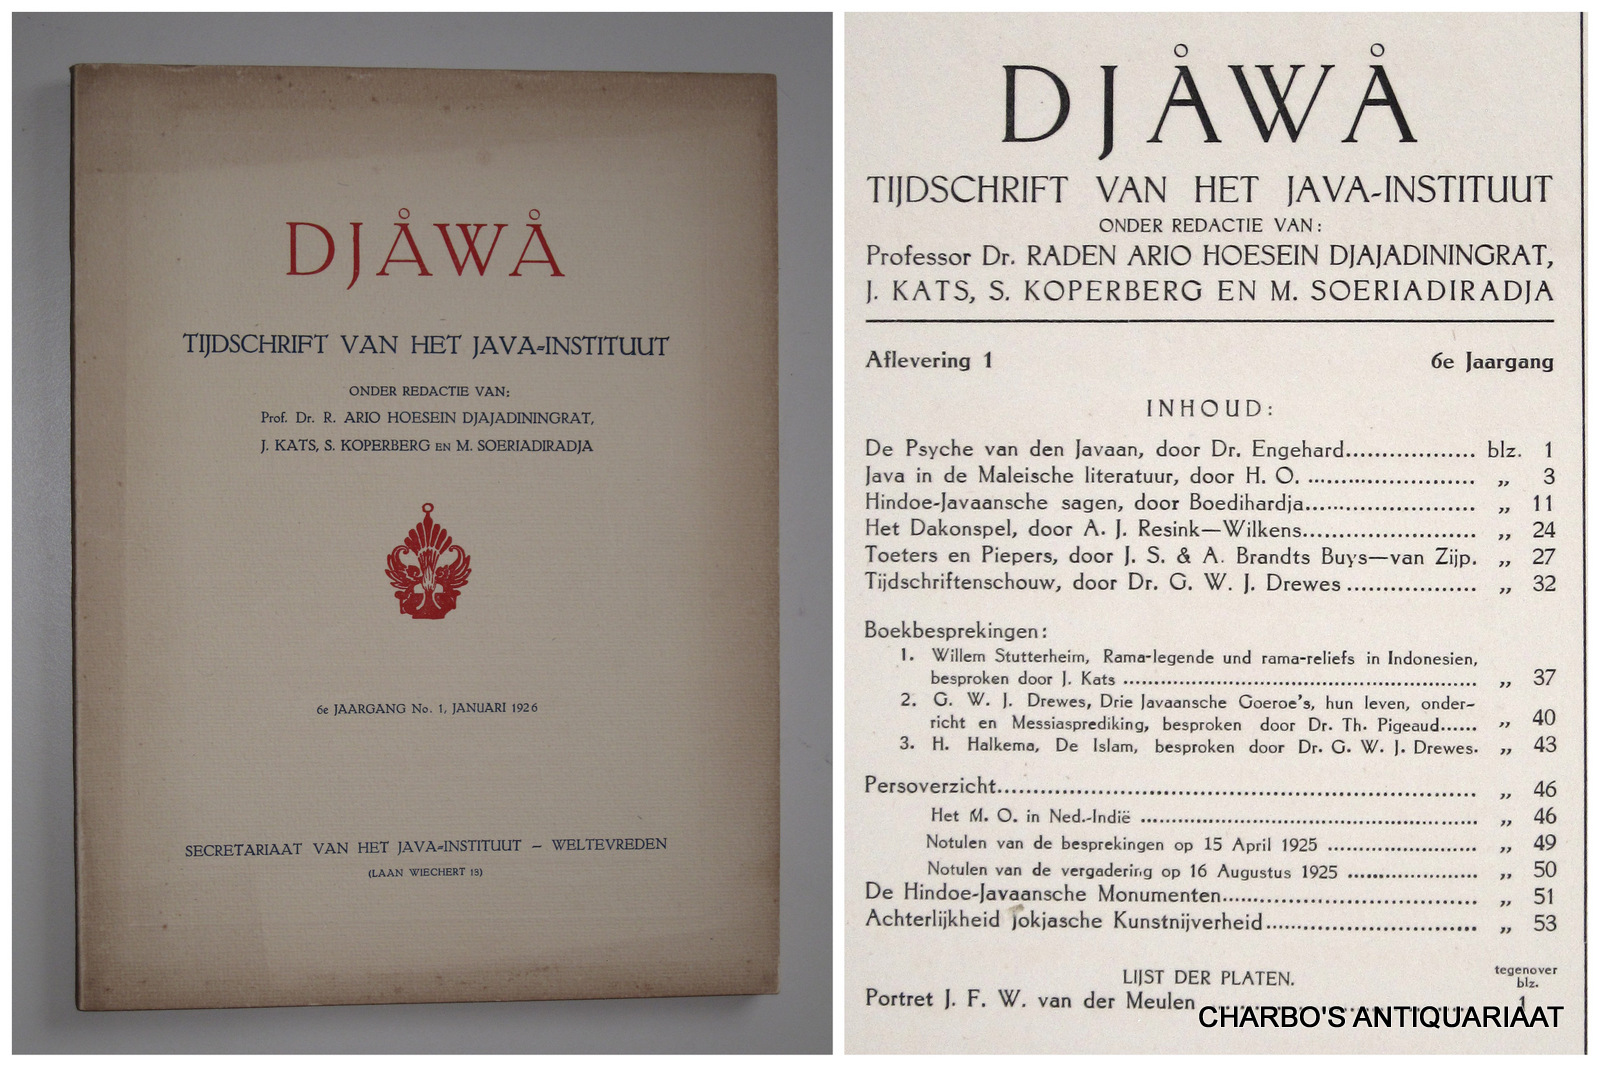 DJÅWÅ
TIJDSCHRIFT VAN HET JAVA-INSTITUUT
ONDER REDACTIE VAN:
Prof. Dr. R. ARIO HOESEIN DJAJADININGRAT,
J. KATS, S. KOPERBERG EN M. SOERIADIRADJA
6e JAARGANG No. 1, JANUARI 1926
SECRETARIAAT VAN HET JAVA-INSTITUUT – WELTEVREDEN
(LAAN WIECHERT 13)
DJÅWÅ
TIJDSCHRIFT VAN HET JAVA-INSTITUUT
ONDER REDACTIE VAN:
Professor Dr. RADEN ARIO HOESEIN DJAJADININGRAT,
J. KATS, S. KOPERBERG EN M. SOERIADIRADJA
Aflevering 1 6e Jaargang
INHOUD:
De Psyche van den Javaan, door Dr. Engehard.................. blz. 1
Java in de Maleische literatuur, door H. O. ........................ „ 3
Hindoe-Javaansche sagen, door Boedihardja........................ „ 11
Het Dakonspel, door A. J. Resink—Wilkens........................ „ 24
Toeters en Piepers, door J. S. & A. Brandts Buys—van Zijp. „ 27
Tijdschriftenschouw, door Dr. G. W. J. Drewes .................. „ 32
Boekbesprekingen:
1. Willem Stutterheim, Rama-legende und rama-reliefs in Indonesien,
besproken door J. Kats .................................................. „ 37
2. G. W. J. Drewes, Drie Javaansche Goeroe's, hun leven, onder-
richt en Messiasprediking, besproken door Dr. Th. Pigeaud...... „ 40
3. H. Halkema, De Islam, besproken door Dr. G. W. J. Drewes. „ 43
Persoverzicht.................................................................. „ 46
Het M. O. in Ned.-Indië .................................................. „ 46
Notulen van de besprekingen op 15 April 1925 ...................... „ 49
Notulen van de vergadering op 16 Augustus 1925 .................. „ 50
De Hindoe-Javaansche Monumenten.................................. „ 51
Achterlijkheid Jokjasche Kunstnijverheid............................ „ 53
LIJST DER PLATEN. tegenover
blz.
Portret J. F. W. van der Meulen ........................ 1
CHARBO'S ANTIQUARIAAT